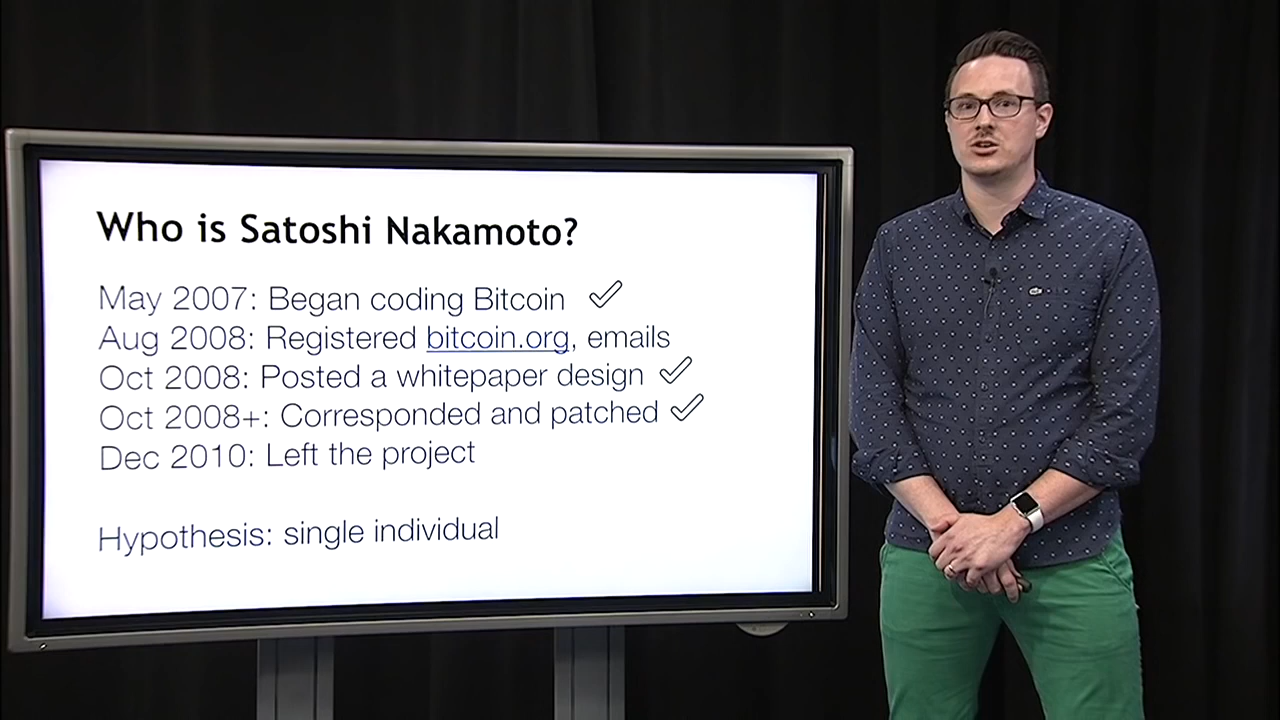 Who is Satoshi Nakamoto?
May 2007: Began coding Bitcoin
Aug 2008: Registered bitcoin.org, emails
Oct 2008: Posted a whitepaper design
Oct 2008+: Corresponded and patched
Dec 2010: Left the project
Hypothesis: single individual